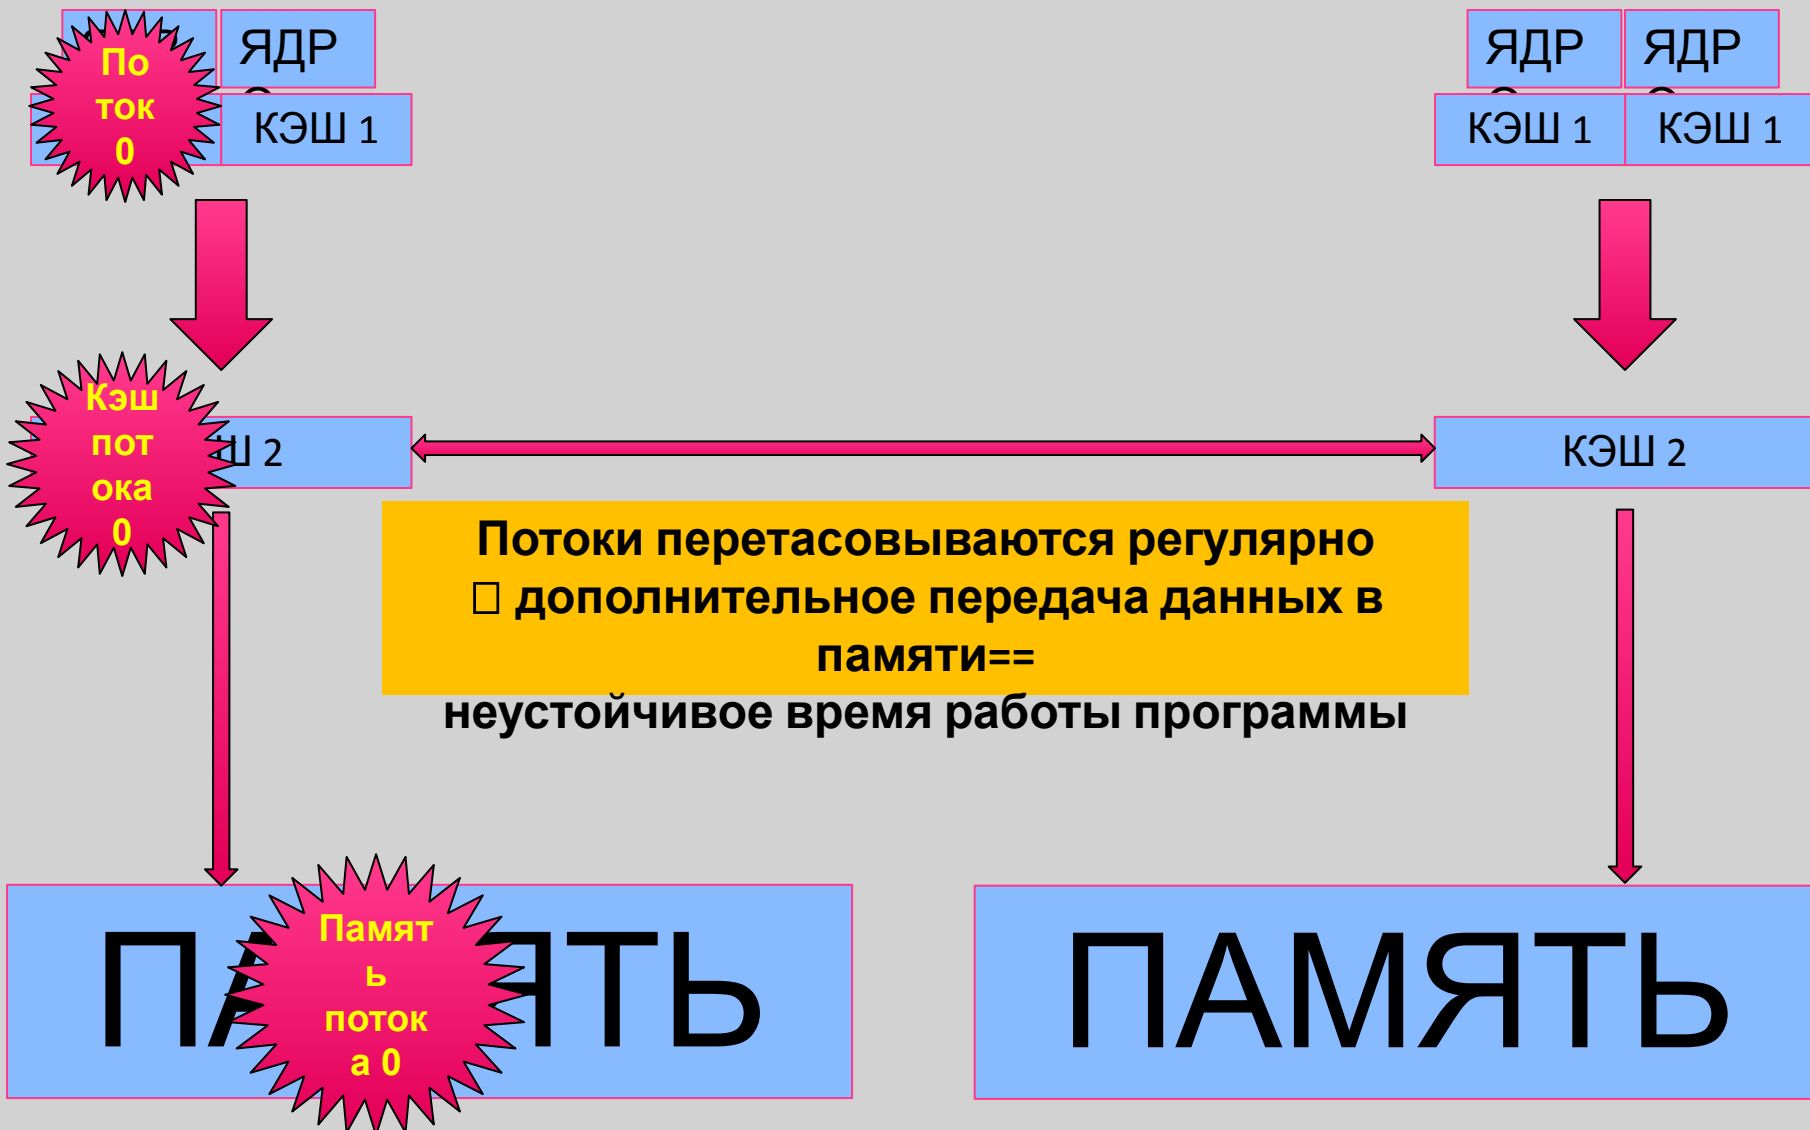 По
ток
0
ЯДР
КЭШ 1
ЯДР
ЯДР
КЭШ 1
КЭШ 1
Кэш
пот
ока
0
Ш 2
КЭШ 2
Потоки перетасовываются регулярно
□ дополнительное передача данных в
памяти==
неустойчивое время работы программы
Памят
ь
поток
а 0
ПАМЯТЬ
ПАМЯТЬ